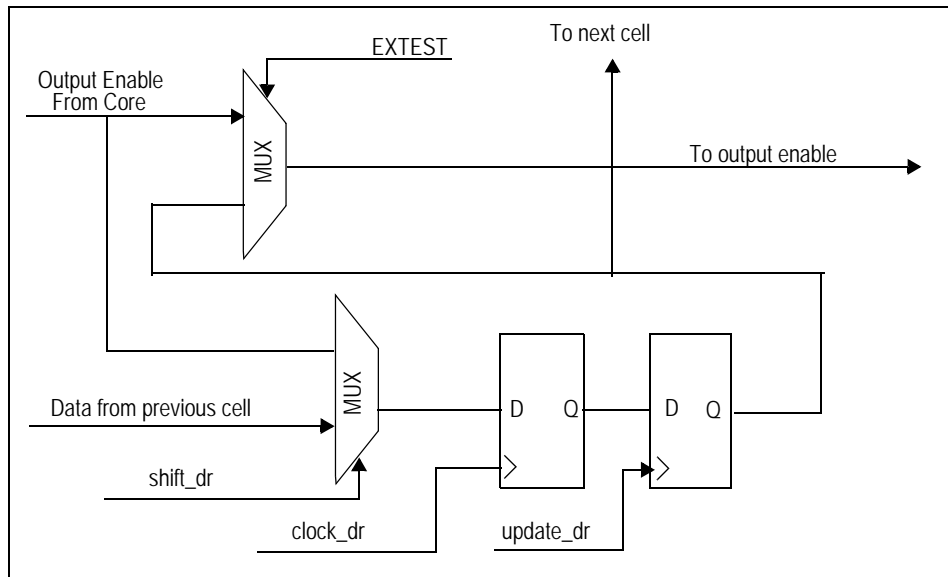 To next cell
EXTEST
Output Enable
From Core
MUX
To output enable
MUX
D
Q
D
Q
Data from previous cell
shift_dr
clock_dr
update_dr